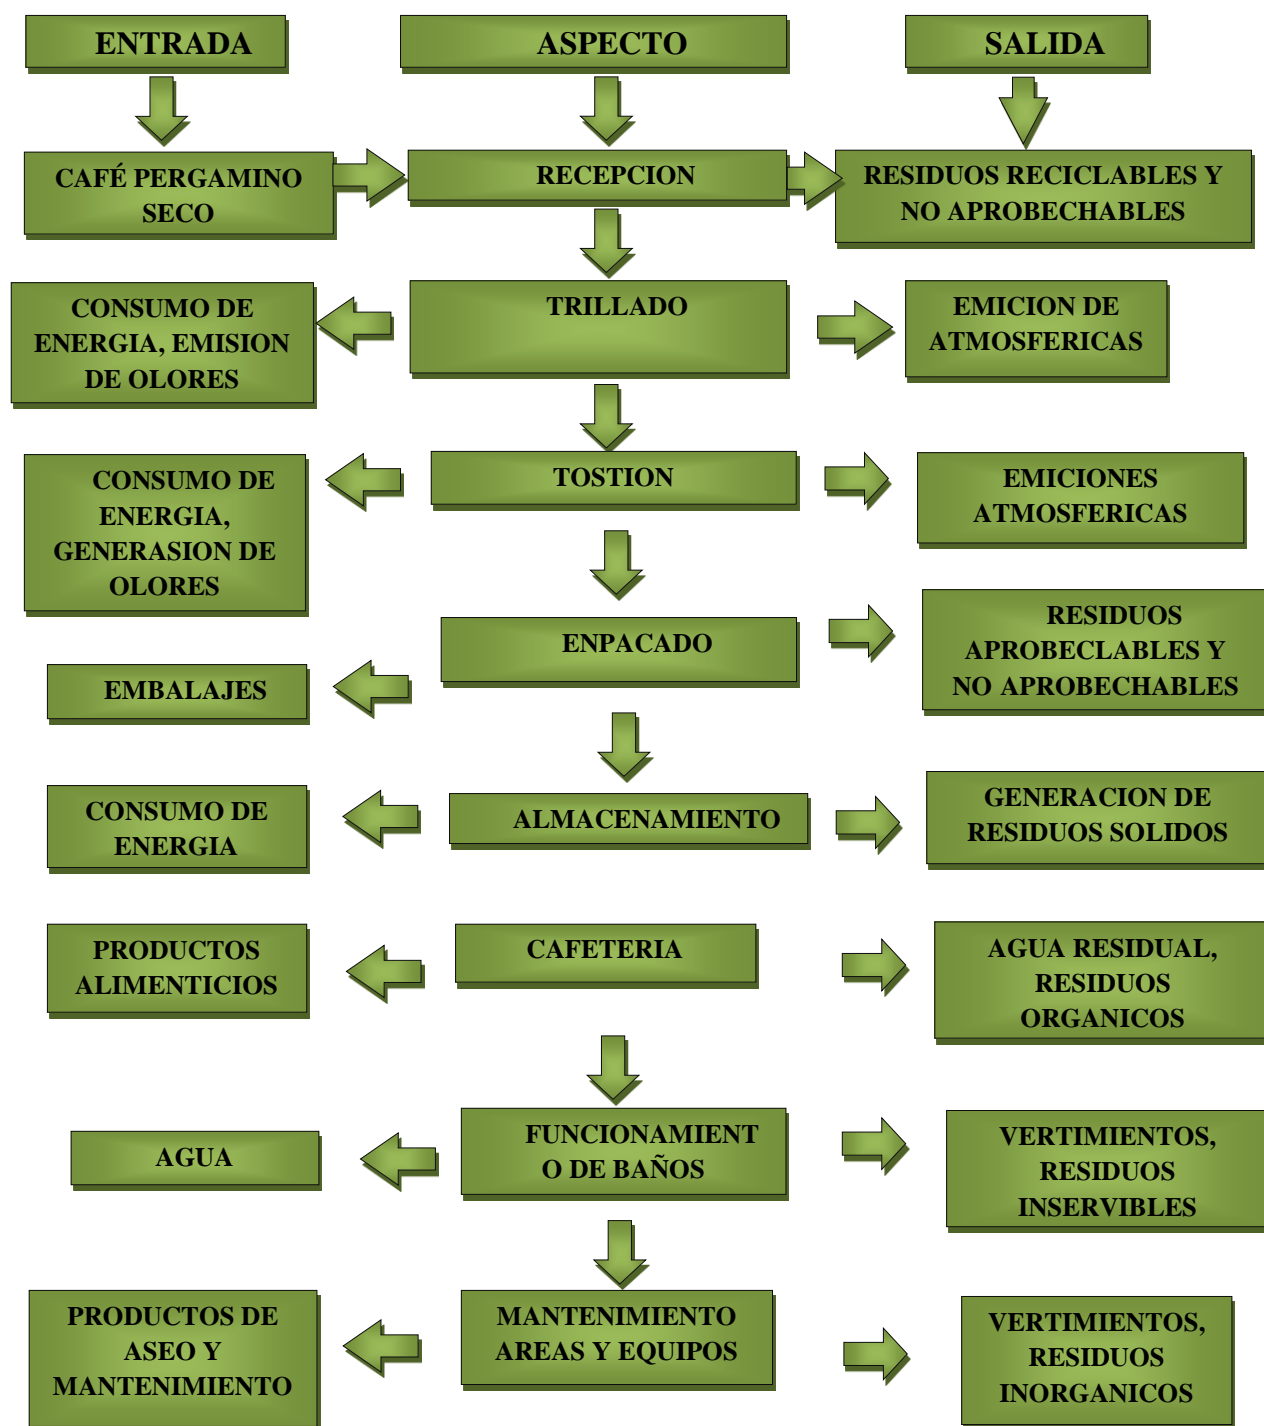 ENTRADA
ASPECTO
SALIDA
CAFÉ PERGAMINO
SECO
RECEPCION
RESIDUOS RECICLABLES Y
NO APROBECHABLES
CONSUMO DE
ENERGIA, EMISION
DE OLORES
TRILLADO
EMICION DE
ATMOSFERICAS
CONSUMO DE
ENERGIA,
GENERASION DE
OLORES
TOSTION
EMICIONES
ATMOSFERICAS
ENPACADO
RESIDUOS
APROBECLABLES Y
NO APROBECHABLES
EMBALAJES
CONSUMO DE
ENERGIA
ALMACENAMIENTO
GENERACION DE
RESIDUOS SOLIDOS
PRODUCTOS
ALIMENTICIOS
CAFETERIA
AGUA RESIDUAL,
RESIDUOS
ORGANICOS
AGUA
FUNCIONAMIENT
O DE BAÑOS
VERTIMIENTOS,
RESIDUOS
INSERVIBLES
PRODUCTOS DE
ASEO Y
MANTENIMIENTO
MANTENIMIENTO
AREAS Y EQUIPOS
VERTIMIENTOS,
RESIDUOS
INORGANICOS